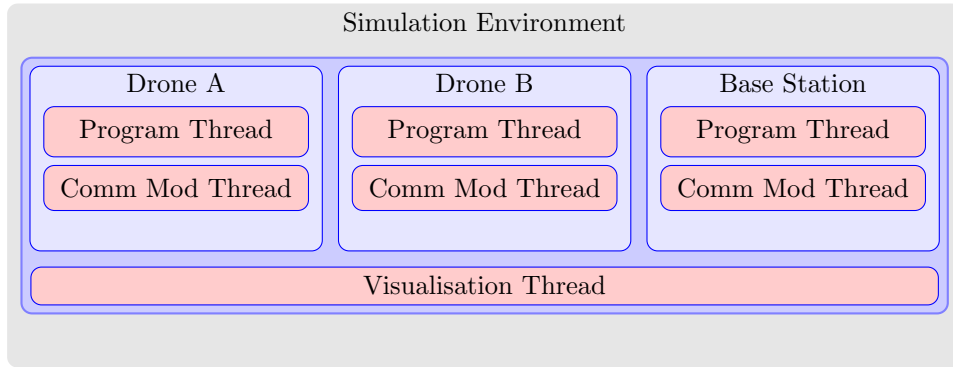 Simulation Environment
Drone A
Drone B
Base Station
Program Thread
Program Thread
Program Thread
Comm Mod Thread
Comm Mod Thread
Comm Mod Thread
Visualisation Thread